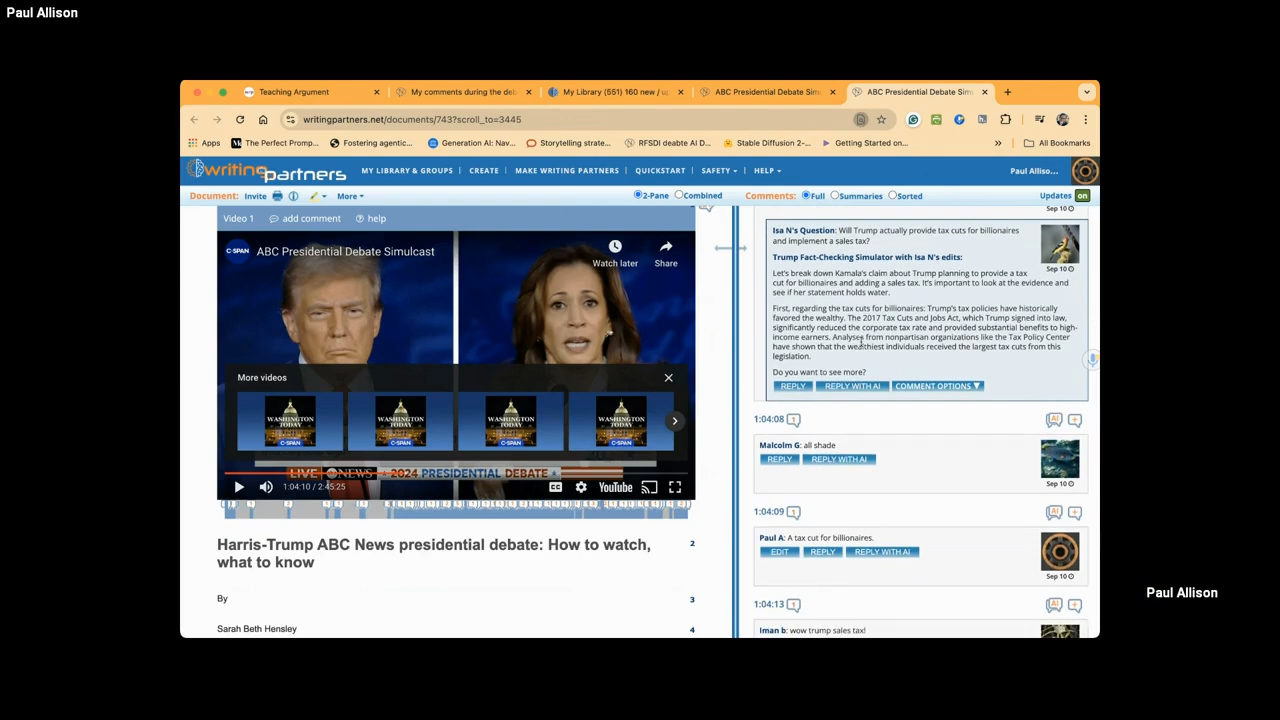 Paul Allison
Teaching Argument
My comments during the deb
My Library (551) 160 new / u
ABC Presidential Debate Sim
ABC Presidential Debate Sim
writingpartners.net/documents/743?scroll_to=3445
Apps
The Perfect Promp...
Fostering agentic...
Generation AI: Nav...
Storytelling strate...
RFSDI deabte AI D...
Stable Diffusion 2-...
Getting Started on...
All Bookmarks
writing partners
MY LIBRARY & GROUPS
CREATE
MAKE WRITING PARTNERS
QUICKSTART
SAFETY
HELP
Paul Alliso...
Document:
Invite
More
2-Pane
Combined
Comments:
Full
Summaries
Sorted
Updates
on
Video 1
add comment
help
C-SPAN
ABC Presidential Debate Simulcast
Watch later
Share
More videos
WASHINGTON TODAY
C-SPAN
WASHINGTON TODAY
C-SPAN
WASHINGTON TODAY
C-SPAN
WASHINGTON TODAY
C-SPAN
LIVE abc NEWS 2024 PRESIDENTIAL DEBATE
1:04:10 / 2:45:25
CC
YouTube
Harris-Trump ABC News presidential debate: How to watch,
what to know
2
By
3
Sarah Beth Hensley
4
Sep 10
Isa N's Question: Will Trump actually provide tax cuts for billionaires
and implement a sales tax?
Trump Fact-Checking Simulator with Isa N's edits:
Let's break down Kamala's claim about Trump planning to provide a tax
cut for billionaires and adding a sales tax. It's important to look at the evidence and
see if her statement holds water.
First, regarding the tax cuts for billionaires: Trump's tax policies have historically
favored the wealthy. The 2017 Tax Cuts and Jobs Act, which Trump signed into law,
significantly reduced the corporate tax rate and provided substantial benefits to high-
income earners. Analyses from nonpartisan organizations like the Tax Policy Center
have shown that the wealthiest individuals received the largest tax cuts from this
legislation.
Do you want to see more?
REPLY
REPLY WITH AI
COMMENT OPTIONS
Sep 10
1:04:08
1
AI
Malcolm G: all shade
REPLY
REPLY WITH AI
Sep 10
1:04:09
1
AI
Paul A: A tax cut for billionaires.
EDIT
REPLY
REPLY WITH AI
Sep 10
1:04:13
1
AI
Iman b: wow trump sales tax!
Paul Allison